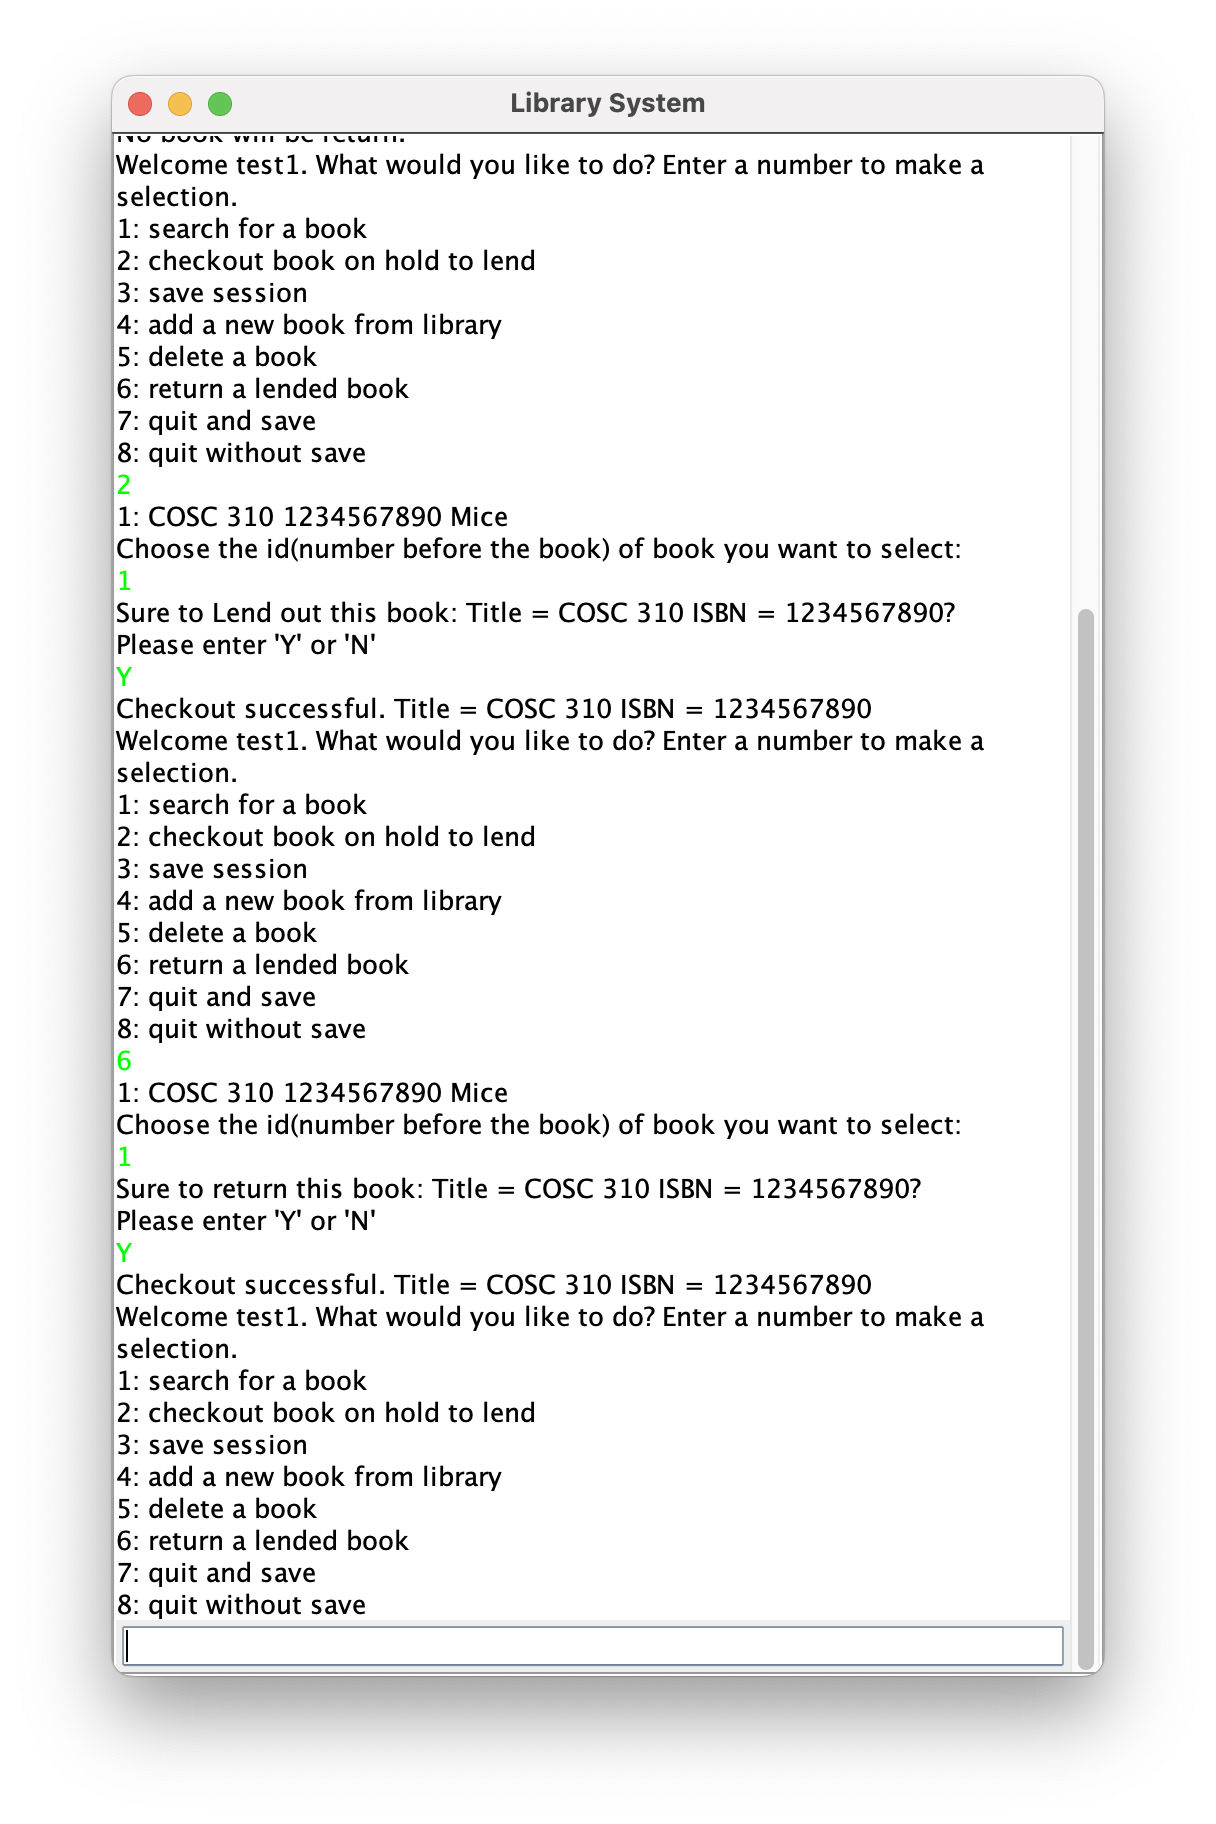 Library System
No book will be return.
Welcome test1. What would you like to do? Enter a number to make a
selection.
1: search for a book
2: checkout book on hold to lend
3: save session
4: add a new book from library
5: delete a book
6: return a lended book
7: quit and save
8: quit without save
2
1: COSC 310 1234567890 Mice
Choose the id(number before the book) of book you want to select:
1
Sure to Lend out this book: Title = COSC 310 ISBN = 1234567890?
Please enter 'Y' or 'N'
Y
Checkout successful. Title = COSC 310 ISBN = 1234567890
Welcome test1. What would you like to do? Enter a number to make a
selection.
1: search for a book
2: checkout book on hold to lend
3: save session
4: add a new book from library
5: delete a book
6: return a lended book
7: quit and save
8: quit without save
6
1: COSC 310 1234567890 Mice
Choose the id(number before the book) of book you want to select:
1
Sure to return this book: Title = COSC 310 ISBN = 1234567890?
Please enter 'Y' or 'N'
Y
Checkout successful. Title = COSC 310 ISBN = 1234567890
Welcome test1. What would you like to do? Enter a number to make a
selection.
1: search for a book
2: checkout book on hold to lend
3: save session
4: add a new book from library
5: delete a book
6: return a lended book
7: quit and save
8: quit without save